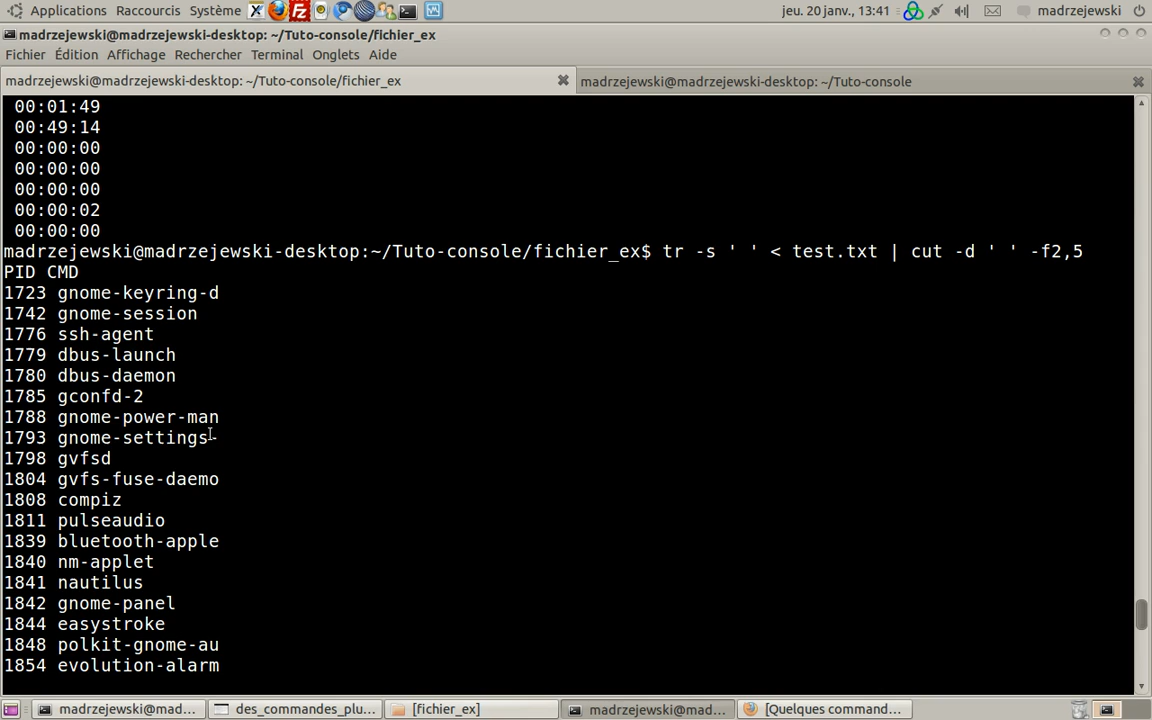 Applications Raccourcis Système jeu. 20 janv., 13:41 madrzejewski
madrzejewski@madrzejewski-desktop: ~/Tuto-console/fichier_ex
Fichier Édition Affichage Rechercher Terminal Onglets Aide
madrzejewski@madrzejewski-desktop: ~/Tuto-console/fichier_ex madrzejewski@madrzejewski-desktop: ~/Tuto-console
00:01:49
00:49:14
00:00:00
00:00:00
00:00:00
00:00:02
00:00:00
madrzejewski@madrzejewski-desktop:~/Tuto-console/fichier_ex$ tr -s ' ' < test.txt | cut -d ' ' -f2,5
PID CMD
1723 gnome-keyring-d
1742 gnome-session
1776 ssh-agent
1779 dbus-launch
1780 dbus-daemon
1785 gconfd-2
1788 gnome-power-man
1793 gnome-settings-
1798 gvfsd
1804 gvfs-fuse-daemo
1808 compiz
1811 pulseaudio
1839 bluetooth-apple
1840 nm-applet
1841 nautilus
1842 gnome-panel
1844 easystroke
1848 polkit-gnome-au
1854 evolution-alarm
madrzejewski@mad... des_commandes_plu... [fichier_ex] madrzejewski@mad... [Quelques command...